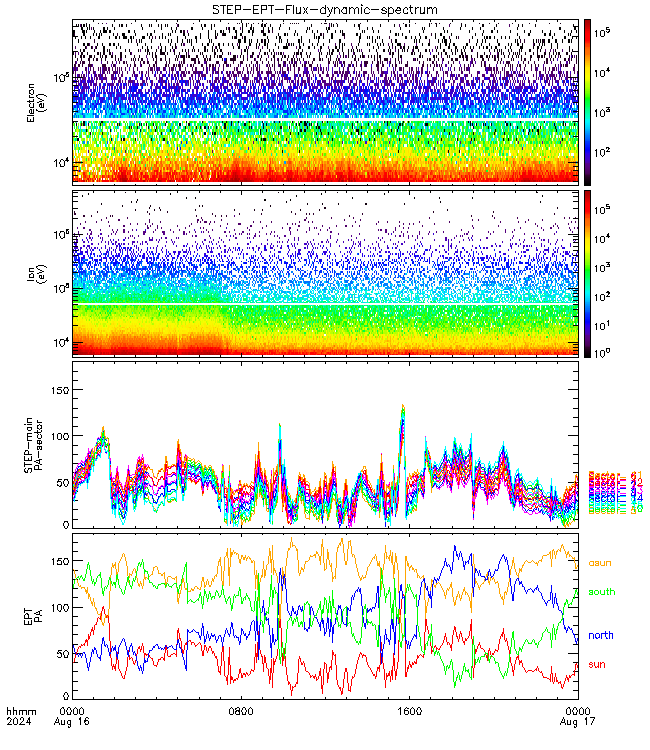 STEP-EPT-Flux-dynamic-spectrum
Electron
(eV)
10^5
10^4
10^5
10^4
10^3
10^2
Ion
(eV)
10^6
10^5
10^4
10^5
10^4
10^3
10^2
10^1
10^0
STEP-main
PA-sector
150
100
50
0
EPT
PA
150
100
50
0
asun
south
north
sun
hhmm
2024
0000
0800
1600
0000
Aug 16
Aug 17